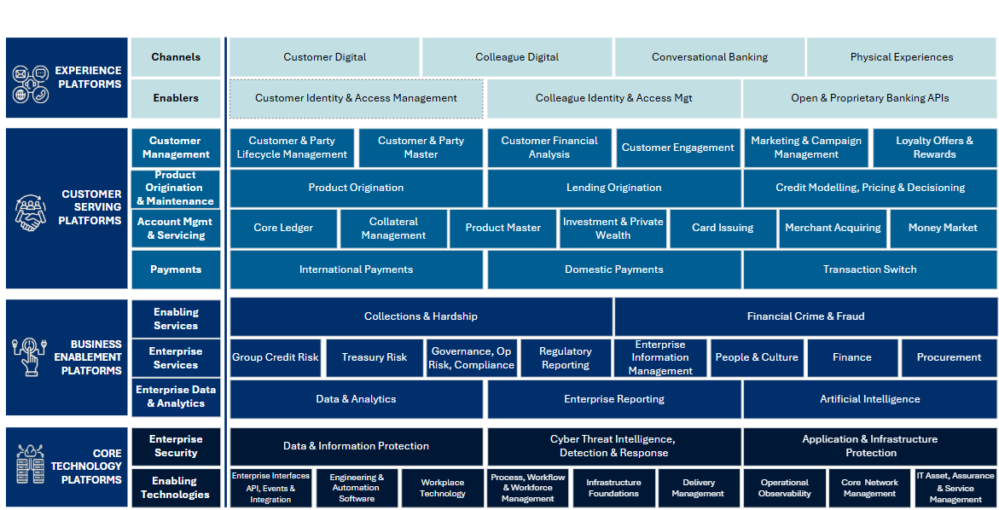 EXPERIENCE
PLATFORMS
Channels
Customer Digital
Colleague Digital
Conversational Banking
Physical Experiences
Enablers
Customer Identity & Access Management
Colleague Identity & Access Mgt
Open & Proprietary Banking APIs
CUSTOMER
SERVING
PLATFORMS
Customer
Management
Customer & Party
Lifecycle Management
Customer & Party
Master
Customer Financial
Analysis
Customer Engagement
Marketing & Campaign
Management
Loyalty Offers &
Rewards
Product
Origination
& Maintenance
Product Origination
Lending Origination
Credit Modelling, Pricing & Decisioning
Account Mgmt
& Servicing
Core Ledger
Collateral
Management
Product Master
Investment & Private
Wealth
Card Issuing
Merchant Acquiring
Money Market
Payments
International Payments
Domestic Payments
Transaction Switch
BUSINESS
ENABLEMENT
PLATFORMS
Enabling
Services
Collections & Hardship
Financial Crime & Fraud
Enterprise
Services
Group Credit Risk
Treasury Risk
Governance, Op
Risk, Compliance
Regulatory
Reporting
Enterprise
Information
Management
People & Culture
Finance
Procurement
Enterprise Data
& Analytics
Data & Analytics
Enterprise Reporting
Artificial Intelligence
CORE
TECHNOLOGY
PLATFORMS
Enterprise
Security
Data & Information Protection
Cyber Threat Intelligence,
Detection & Response
Application & Infrastructure
Protection
Enabling
Technologies
Enterprise Interfaces
API, Events &
Integration
Engineering &
Automation
Software
Workplace
Technology
Process, Workflow
& Workforce
Management
Infrastructure
Foundations
Delivery
Management
Operational
Observability
Core Network
Management
IT Asset, Assurance
& Service
Management